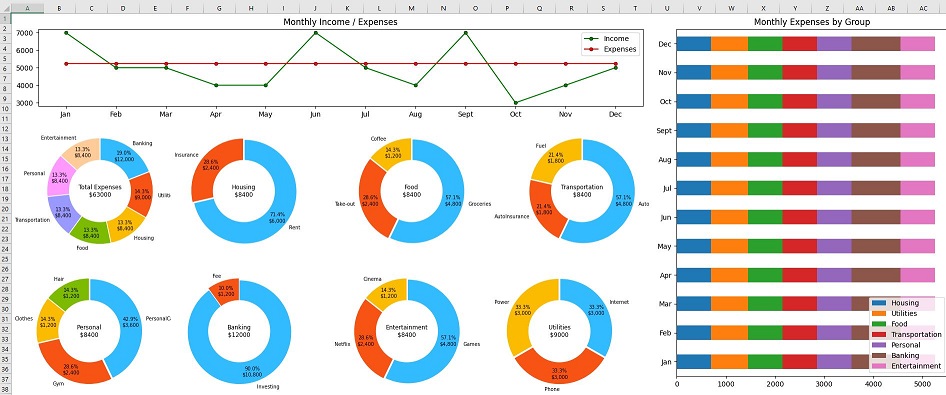 A B C D E F G H I J K L M N O P Q R S T U V W X Y Z AA AB AC
1
2
3
4
5
6
7
8
9
10
11
12
13
14
15
16
17
18
19
20
21
22
23
24
25
26
27
28
29
30
31
32
33
34
35
36
37
38
Monthly Income / Expenses
7000
6000
5000
4000
3000
Income
Expenses
Jan Feb Mar Apr May Jun Jul Aug Sept Oct Nov Dec
Entertainment
13.3%
$8,400
19.0%
$12,000
Banking
Personal
13.3%
$8,400
Total Expenses
$63000
14.3%
$9,000
Utiliti
Transportation
13.3%
$8,400
13.3%
$8,400
Food
13.3%
$8,400
Housing
Insurance
28.6%
$2,400
Housing
$8400
71.4%
$6,000
Rent
Coffee
14.3%
$1,200
Food
$8400
Take-out
28.6%
$2,400
57.1%
$4,800
Groceries
Fuel
21.4%
$1,800
Transportation
$8400
AutoInsurance
21.4%
$1,800
57.1%
$4,800
Auto
Hair
14.3%
$1,200
Clothes
14.3%
$1,200
Personal
$8400
42.9%
$3,600
PersonalG
28.6%
$2,400
Gym
Fee
10.0%
$1,200
Banking
$12000
90.0%
$10,800
Investing
Cinema
14.3%
$1,200
Entertainment
$8400
Netflix
28.6%
$2,400
57.1%
$4,800
Games
Power
33.3%
$3,000
33.3%
$3,000
Internet
Utilities
$9000
33.3%
$3,000
Phone
Monthly Expenses by Group
Dec
Nov
Oct
Sept
Aug
Jul
Jun
May
Apr
Mar
Feb
Jan
Housing
Utilities
Food
Transportation
Personal
Banking
Entertainment
0 1000 2000 3000 4000 5000